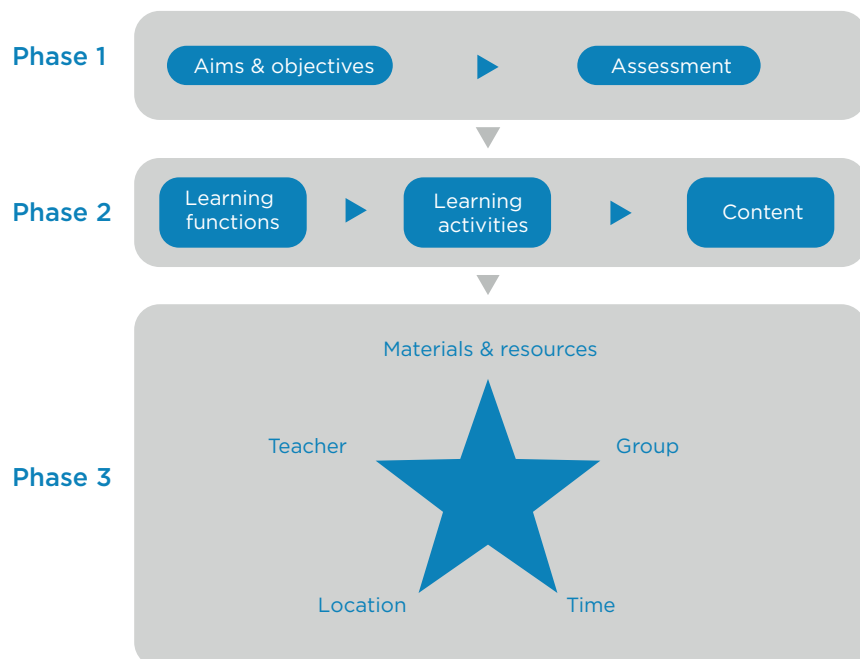 Phase 1
Aims & objectives
Assessment
Phase 2
Learning
functions
Learning
activities
Content
Phase 3
Materials & resources
Teacher
Group
Location
Time